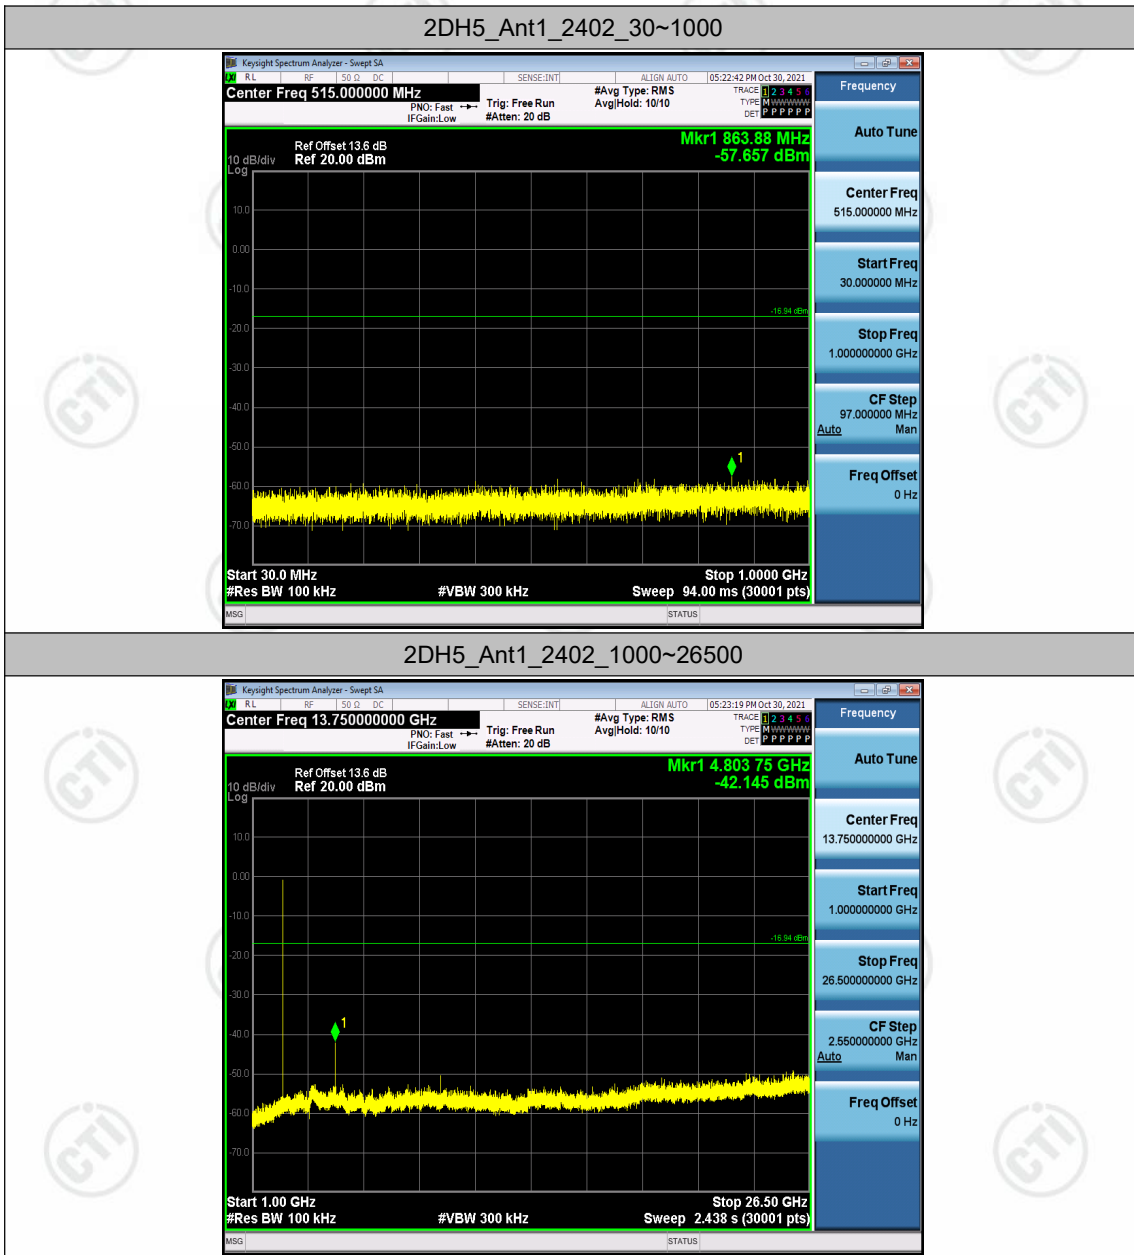 2DH5_Ant1_2402_30~1000
Keysight Spectrum Analyzer - Swept SA
RL RF 50 Ω DC SENSE:INT ALIGN AUTO 05:22:42 PM Oct 30, 2021
Center Freq 515.000000 MHz
PNO: Fast
IFGain:Low
Trig: Free Run
#Atten: 20 dB
#Avg Type: RMS
Avg|Hold: 10/10
TRACE 1 2 3 4 5 6
TYPE M W W W W W
DET P P P P P P
Frequency
Mkr1 863.88 MHz
-57.657 dBm
Ref Offset 13.6 dB
10 dB/div Ref 20.00 dBm
Log
10.0
0.00
-10.0
-16.94 dBm
-20.0
-30.0
-40.0
-50.0
1
-60.0
-70.0
Start 30.0 MHz Stop 1.0000 GHz
#Res BW 100 kHz #VBW 300 kHz Sweep 94.00 ms (30001 pts)
MSG STATUS
Auto Tune
Center Freq
515.000000 MHz
Start Freq
30.000000 MHz
Stop Freq
1.000000000 GHz
CF Step
97.000000 MHz
Auto Man
Freq Offset
0 Hz
2DH5_Ant1_2402_1000~26500
Keysight Spectrum Analyzer - Swept SA
RL RF 50 Ω DC SENSE:INT ALIGN AUTO 05:23:19 PM Oct 30, 2021
Center Freq 13.750000000 GHz
PNO: Fast
IFGain:Low
Trig: Free Run
#Atten: 20 dB
#Avg Type: RMS
Avg|Hold: 10/10
TRACE 1 2 3 4 5 6
TYPE M W W W W W
DET P P P P P P
Frequency
Mkr1 4.803 75 GHz
-42.145 dBm
Ref Offset 13.6 dB
10 dB/div Ref 20.00 dBm
Log
10.0
0.00
-10.0
-16.94 dBm
-20.0
-30.0
1
-40.0
-50.0
-60.0
-70.0
Start 1.00 GHz Stop 26.50 GHz
#Res BW 100 kHz #VBW 300 kHz Sweep 2.438 s (30001 pts)
MSG STATUS
Auto Tune
Center Freq
13.750000000 GHz
Start Freq
1.000000000 GHz
Stop Freq
26.500000000 GHz
CF Step
2.550000000 GHz
Auto Man
Freq Offset
0 Hz
CTI
CTI
CTI
CTI
CTI
CTI